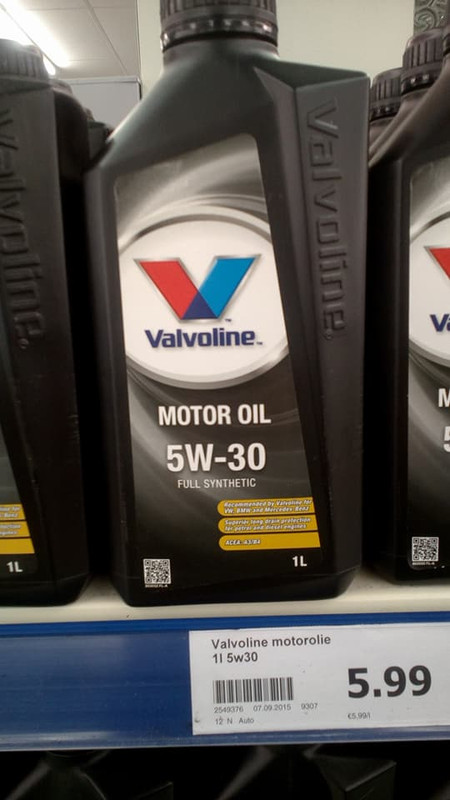 Valvoline
Valvoline
Valvoline™
MOTOR OIL
5W-30
FULL SYNTHETIC
Recommended by Valvoline for
VW, BMW and Mercedes-Benz
Superior long drain protection
for petrol and diesel engines
ACEA: A3/B4
1L
1L
Valvoline motorolie
1l 5w30
5.99
2549376 07.09.2015 9307
12 N Auto
€5,99/l